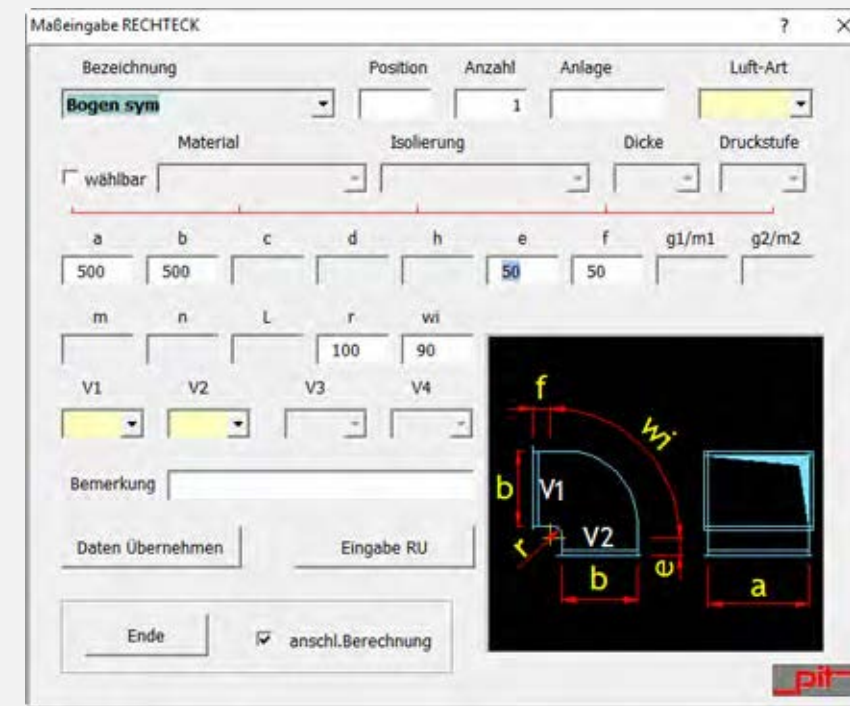 Maßeingabe RECHTECK ? ×
Bezeichnung Position Anzahl Anlage Luft-Art
Bogen sym 1
Material Isolierung Dicke Druckstufe
wählbar
a b c d h e f g1/m1 g2/m2
500 500 50 50
m n L r wi
100 90
V1 V2 V3 V4
Bemerkung
Daten Übernehmen Eingabe RU
Ende anschl.Berechnung
f
wi
b V1
r V2 e
b a
pit